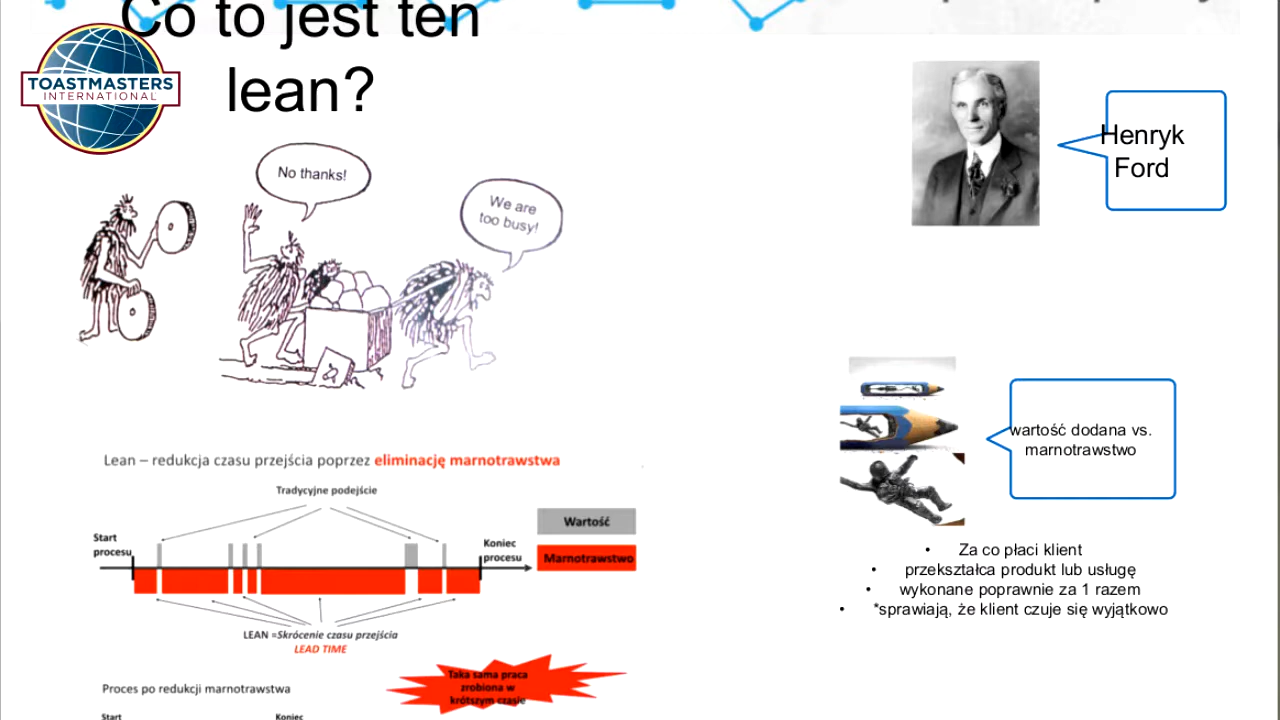 Co to jest ten
lean?
TOASTMASTERS
INTERNATIONAL
No thanks!
We are
too busy!
Henryk
Ford
Lean – redukcja czasu przejścia poprzez eliminację marnotrawstwa
Tradycyjne podejście
Start
procesu
Koniec
procesu
Wartość
Marnotrawstwo
LEAN =Skrócenie czasu przejścia
LEAD TIME
Proces po redukcji marnotrawstwa
Taka sama praca
zrobiona w
krótszym czasie
Start
Koniec
wartość dodana vs.
marnotrawstwo
• Za co płaci klient
• przekształca produkt lub usługę
• wykonane poprawnie za 1 razem
• *sprawiają, że klient czuje się wyjątkowo